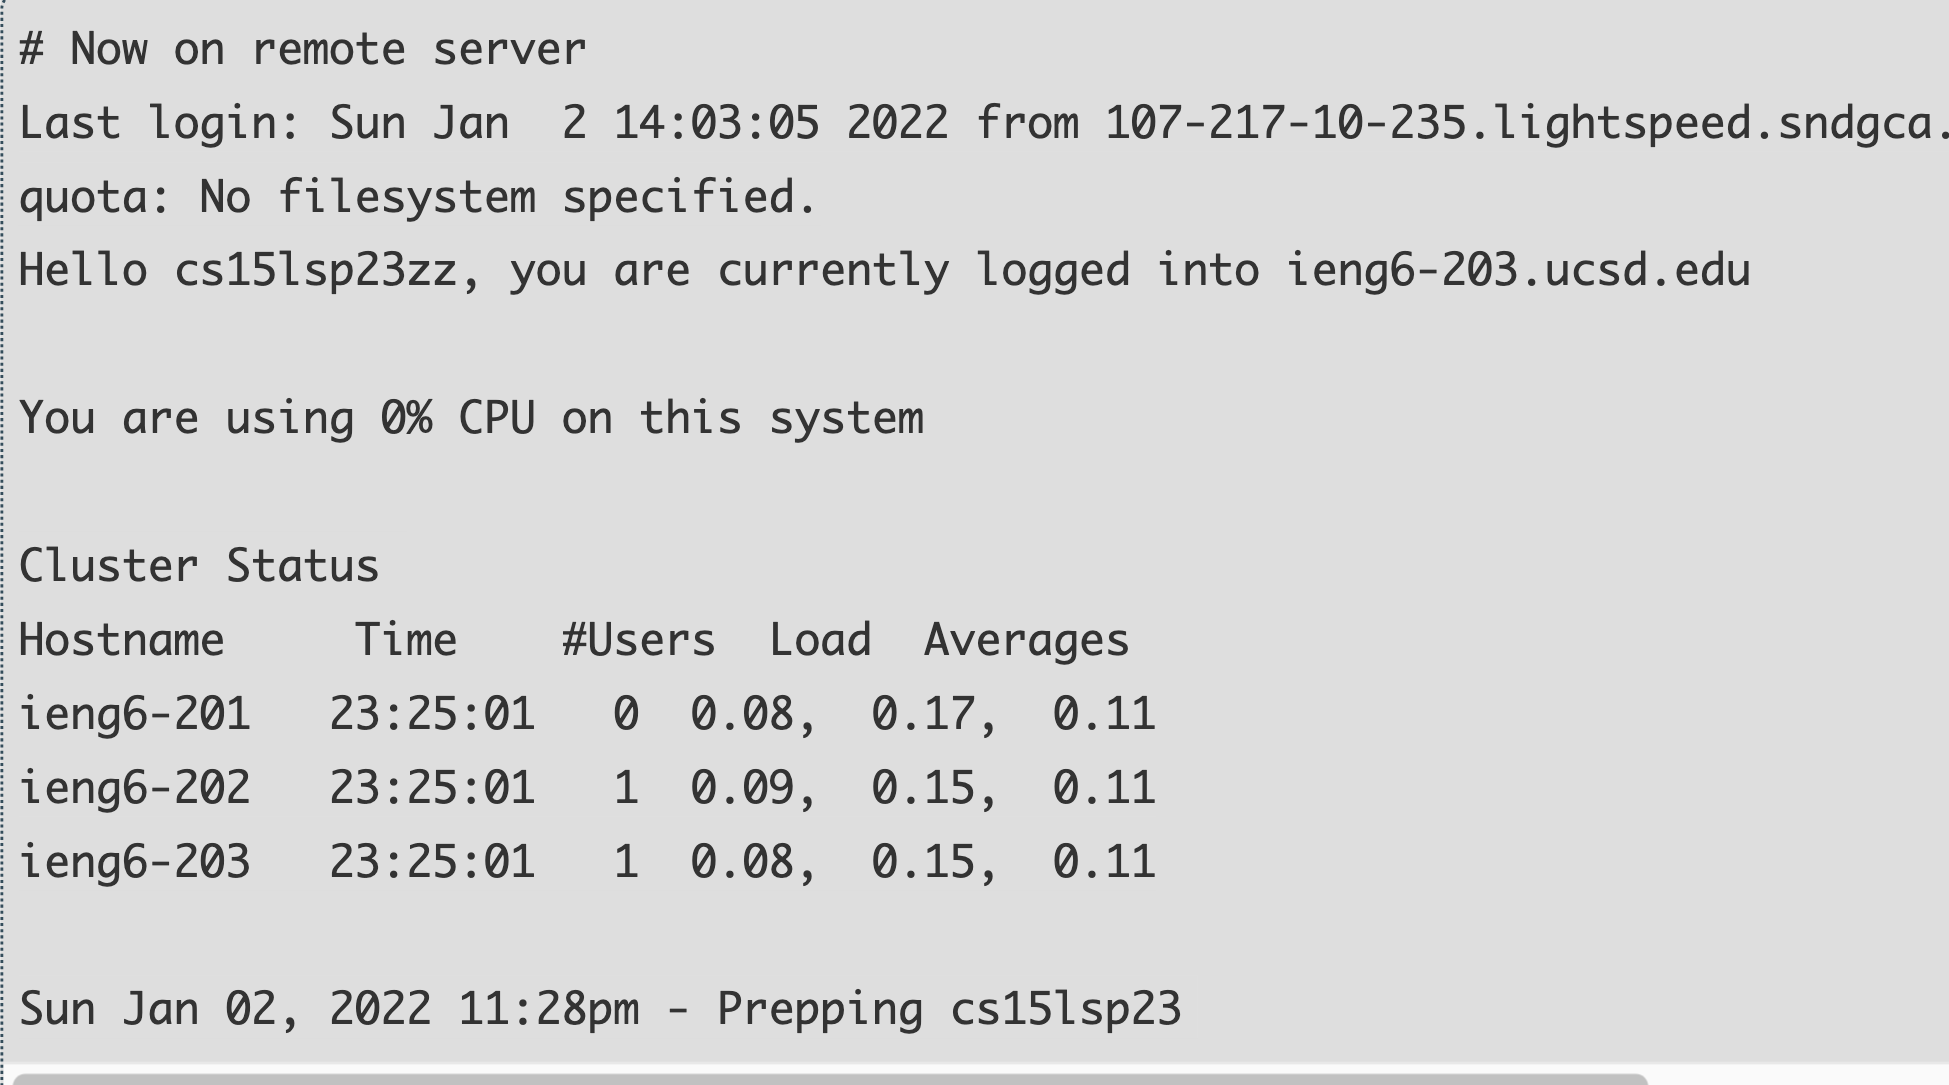 # Now on remote server
Last login: Sun Jan  2 14:03:05 2022 from 107-217-10-235.lightspeed.sndgca.
quota: No filesystem specified.
Hello cs15lsp23zz, you are currently logged into ieng6-203.ucsd.edu
You are using 0% CPU on this system
Cluster Status
Hostname     Time    #Users  Load  Averages
ieng6-201   23:25:01   0  0.08,  0.17,  0.11
ieng6-202   23:25:01   1  0.09,  0.15,  0.11
ieng6-203   23:25:01   1  0.08,  0.15,  0.11
Sun Jan 02, 2022 11:28pm - Prepping cs15lsp23